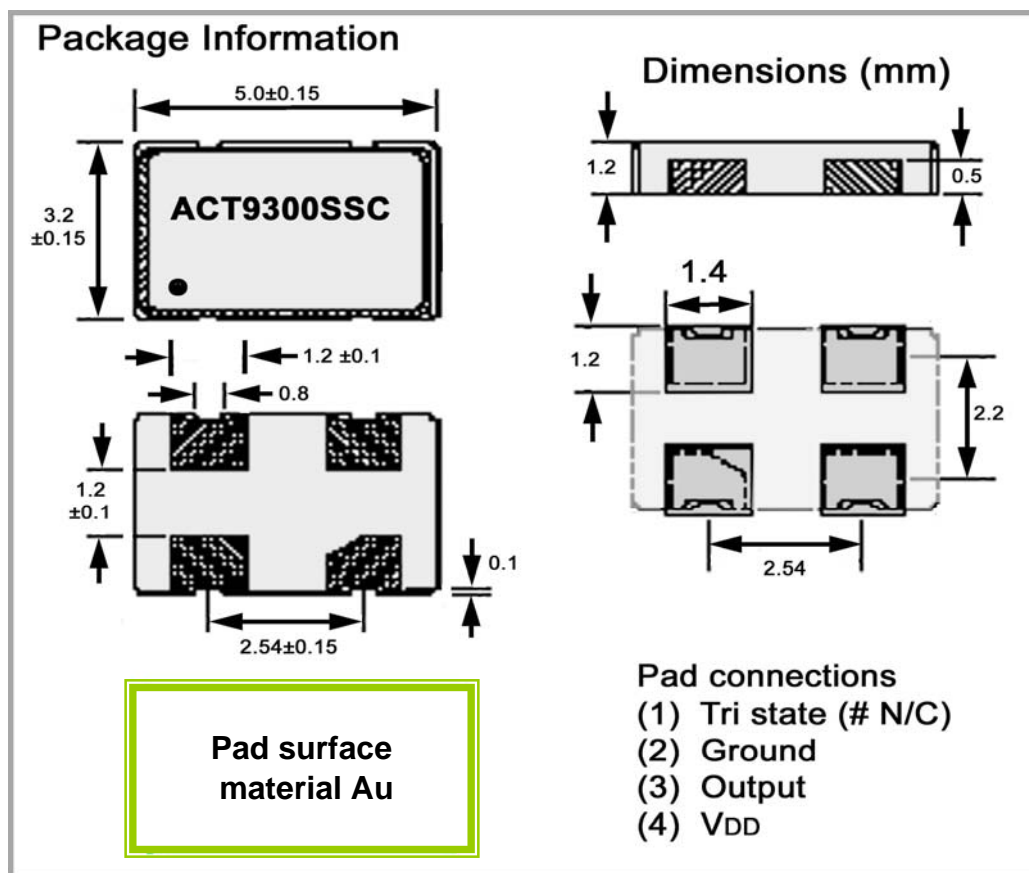 Package Information
Dimensions (mm)
5.0±0.15
3.2
±0.15
ACT9300SSC
1.2 ±0.1
0.8
1.2
±0.1
0.1
2.54±0.15
1.2
0.5
1.4
1.2
2.2
2.54
Pad surface
material Au
Pad connections
(1) Tri state (# N/C)
(2) Ground
(3) Output
(4) VDD